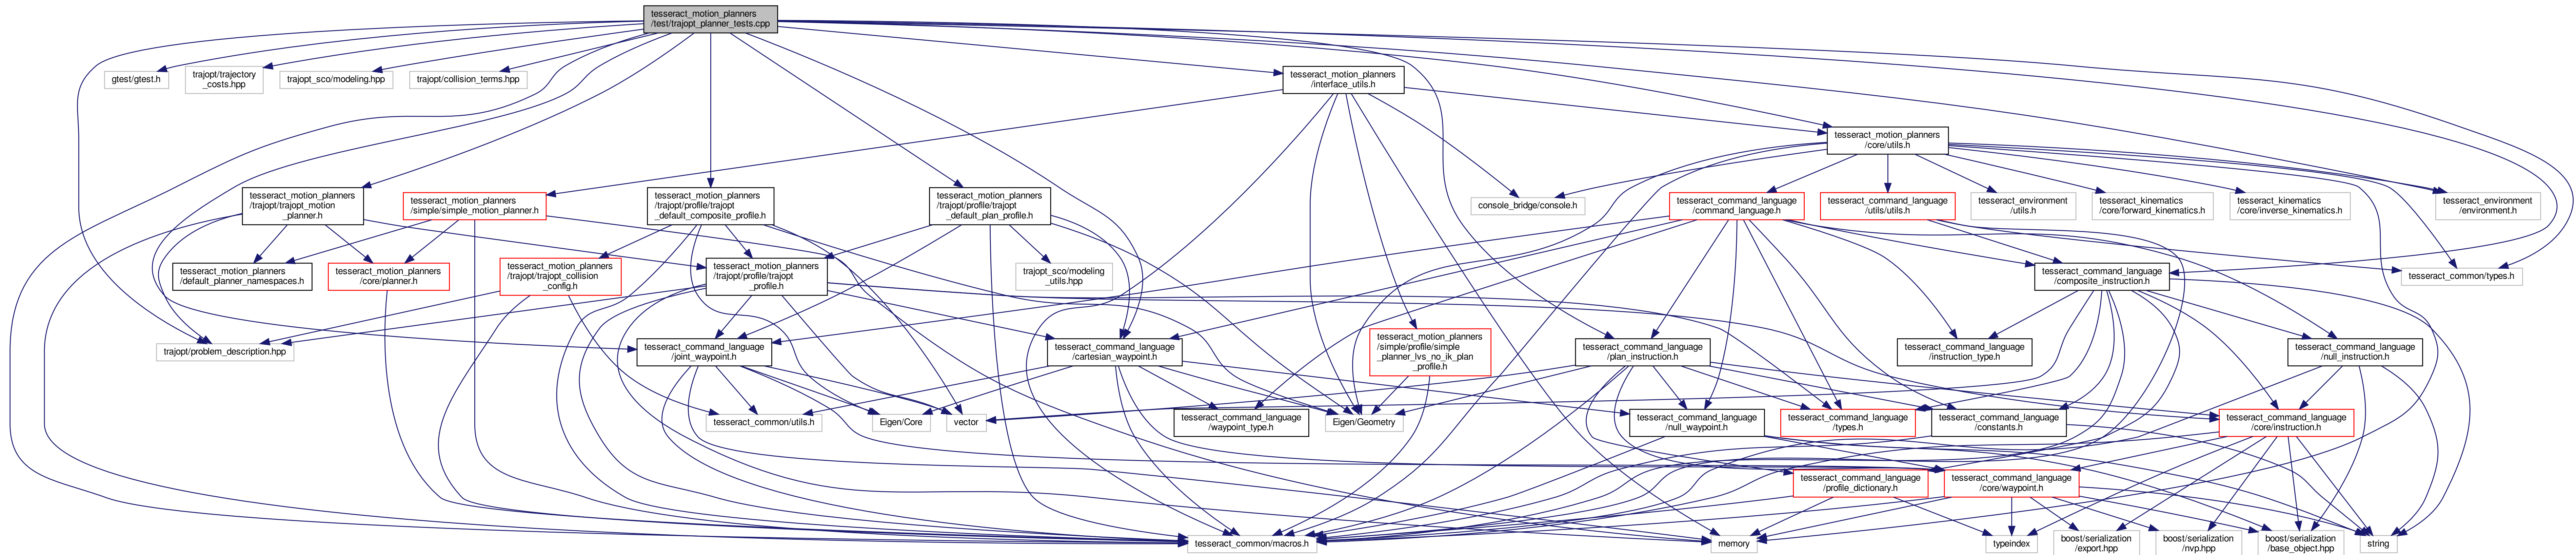 tesseract_motion_planners
/test/trajopt_planner_tests.cpp
gtest/gtest.h
trajopt/trajectory
_costs.hpp
trajopt_sco/modeling.hpp
trajopt/collision_terms.hpp
tesseract_motion_planners
/interface_utils.h
tesseract_motion_planners
/core/utils.h
tesseract_motion_planners
/trajopt/trajopt_motion
_planner.h
tesseract_motion_planners
/simple/simple_motion_planner.h
tesseract_motion_planners
/trajopt/profile/trajopt
_default_composite_profile.h
tesseract_motion_planners
/trajopt/profile/trajopt
_default_plan_profile.h
console_bridge/console.h
tesseract_command_language
/command_language.h
tesseract_command_language
/utils/utils.h
tesseract_environment
/utils.h
tesseract_kinematics
/core/forward_kinematics.h
tesseract_kinematics
/core/inverse_kinematics.h
tesseract_environment
/environment.h
tesseract_motion_planners
/default_planner_namespaces.h
tesseract_motion_planners
/core/planner.h
tesseract_motion_planners
/trajopt/trajopt_collision
_config.h
tesseract_motion_planners
/trajopt/profile/trajopt
_profile.h
trajopt_sco/modeling
_utils.hpp
tesseract_command_language
/composite_instruction.h
tesseract_common/types.h
trajopt/problem_description.hpp
tesseract_command_language
/joint_waypoint.h
tesseract_command_language
/cartesian_waypoint.h
tesseract_motion_planners
/simple/profile/simple
_planner_lvs_no_ik_plan
_profile.h
tesseract_command_language
/plan_instruction.h
tesseract_command_language
/instruction_type.h
tesseract_command_language
/null_instruction.h
tesseract_common/utils.h
Eigen/Core
vector
tesseract_command_language
/waypoint_type.h
Eigen/Geometry
tesseract_command_language
/null_waypoint.h
tesseract_command_language
/types.h
tesseract_command_language
/constants.h
tesseract_command_language
/core/instruction.h
tesseract_command_language
/profile_dictionary.h
tesseract_command_language
/core/waypoint.h
tesseract_common/macros.h
memory
typeindex
boost/serialization
/export.hpp
boost/serialization
/nvp.hpp
boost/serialization
/base_object.hpp
string